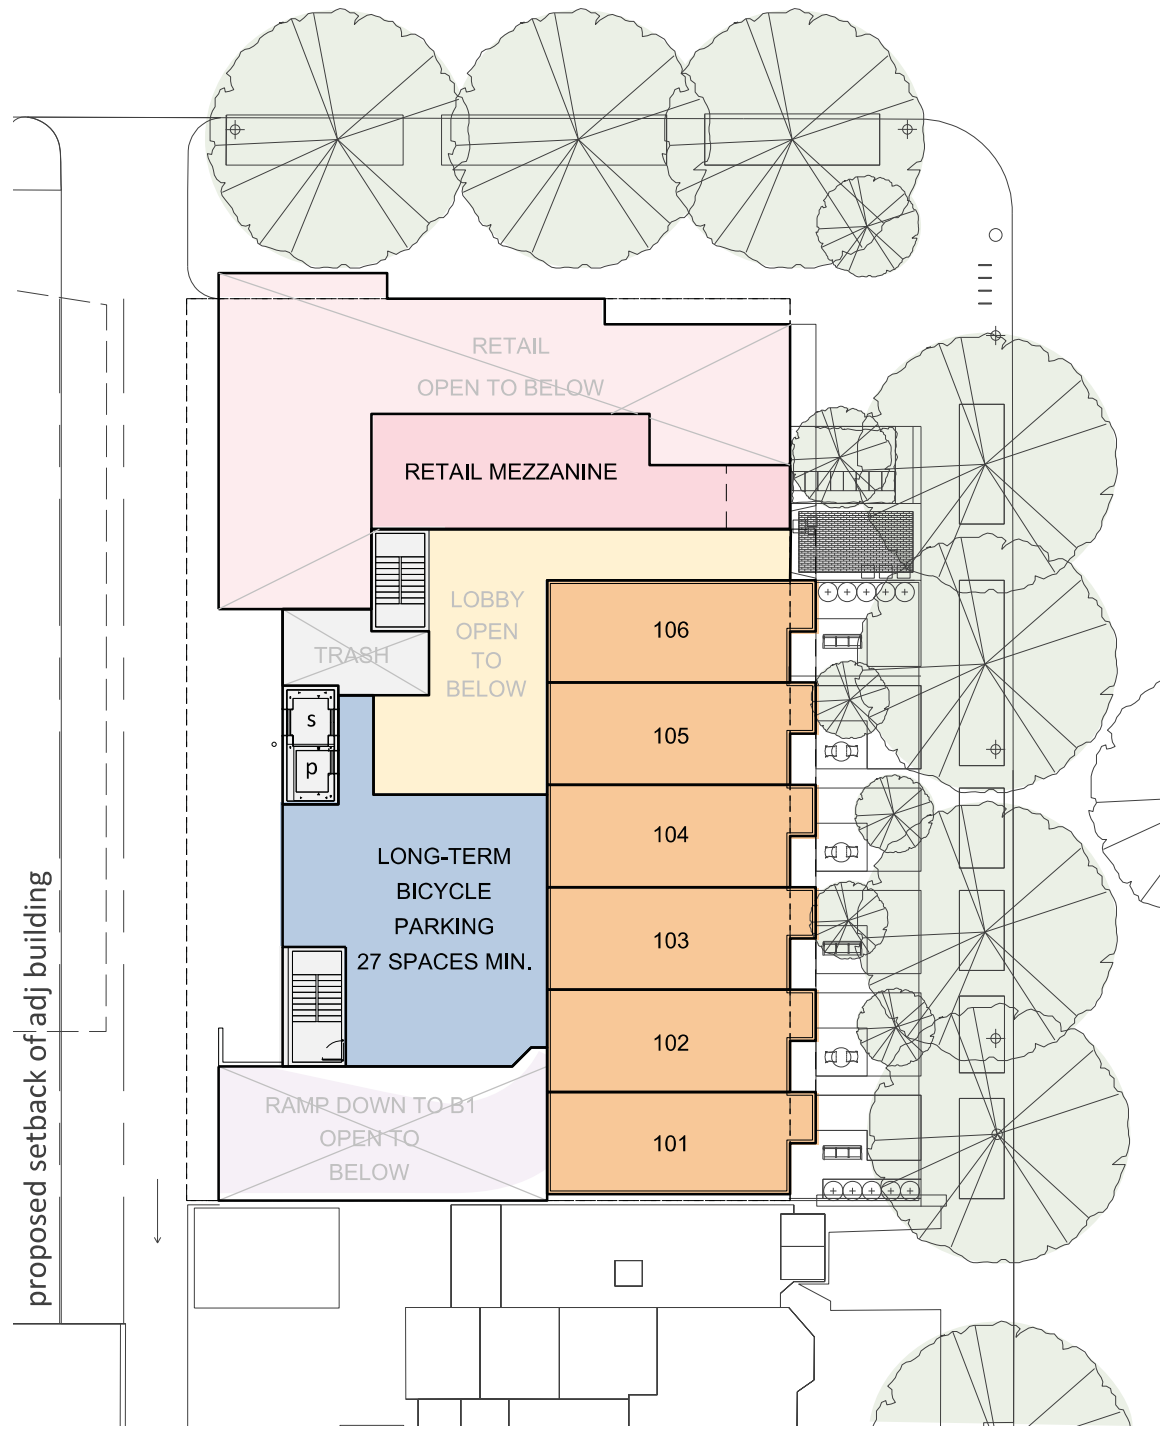 RETAIL
OPEN TO BELOW
RETAIL MEZZANINE
LOBBY
OPEN
TO
BELOW
TRASH
s
p
106
105
104
103
102
101
LONG-TERM
BICYCLE
PARKING
27 SPACES MIN.
RAMP DOWN TO B1
OPEN TO
BELOW
proposed setback of adj building